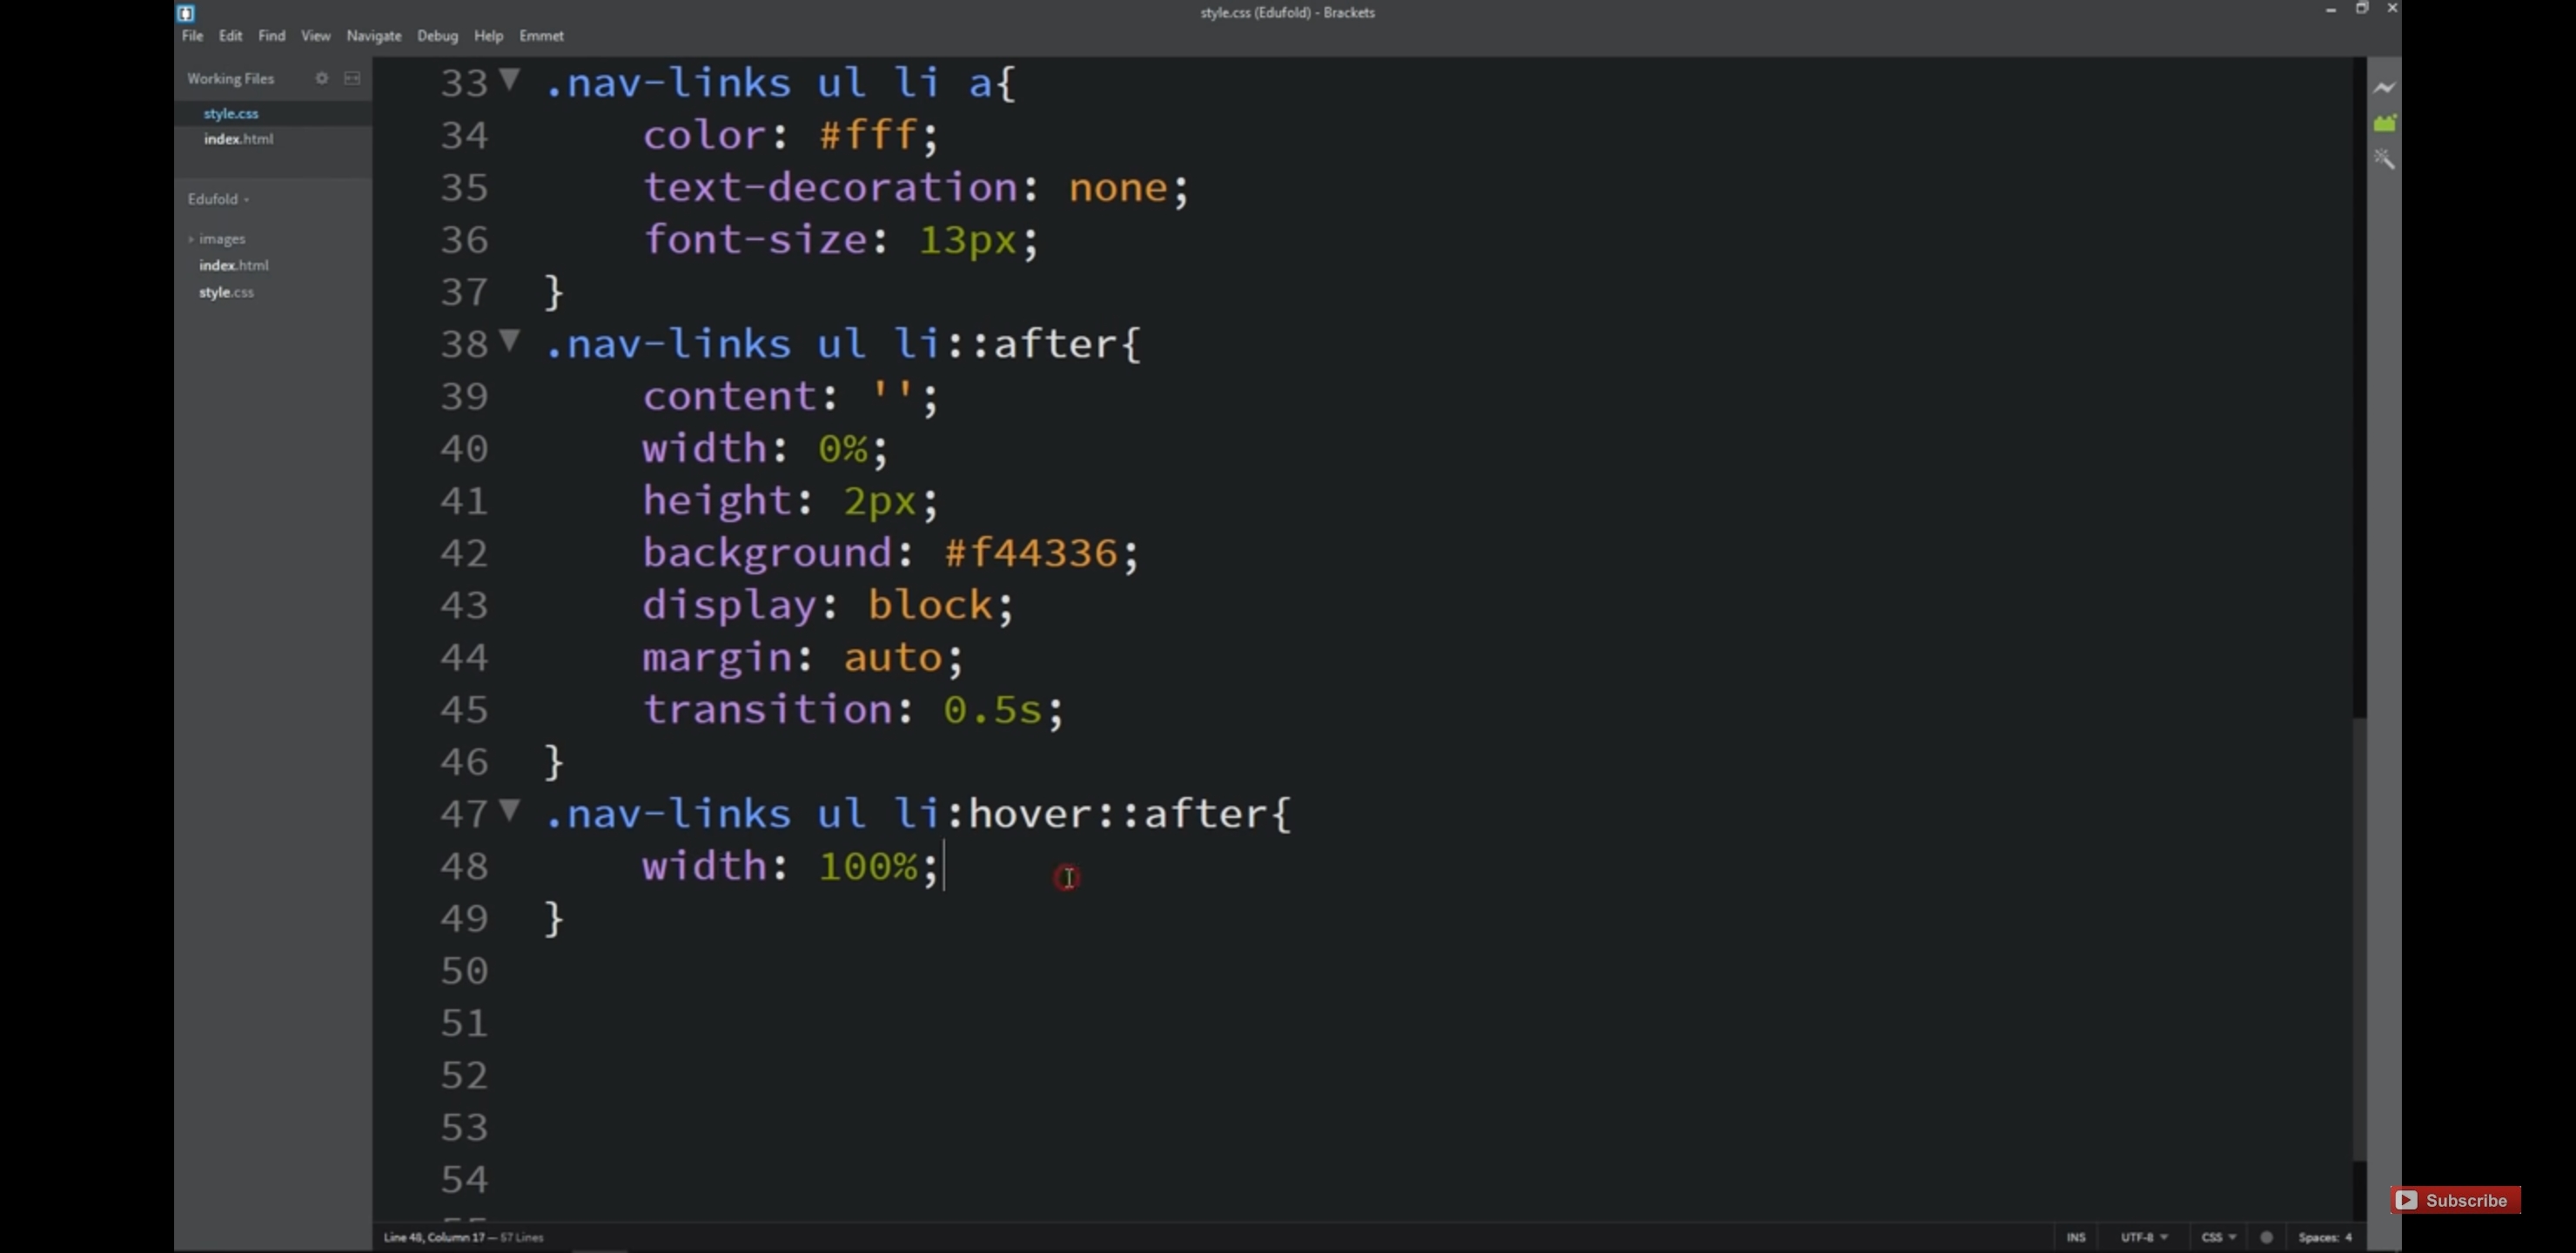 style.css (Edufold) - Brackets
File Edit Find View Navigate Debug Help Emmet
Working Files
style.css
index.html
Edufold
images
index.html
style.css
33 .nav-links ul li a{
34 color: #fff;
35 text-decoration: none;
36 font-size: 13px;
37 }
38 .nav-links ul li::after{
39 content: '';
40 width: 0%;
41 height: 2px;
42 background: #f44336;
43 display: block;
44 margin: auto;
45 transition: 0.5s;
46 }
47 .nav-links ul li:hover::after{
48 width: 100%;
49 }
50
51
52
53
54
Line 48, Column 17 — 57 Lines
INS UTF-8 CSS Spaces: 4
Subscribe